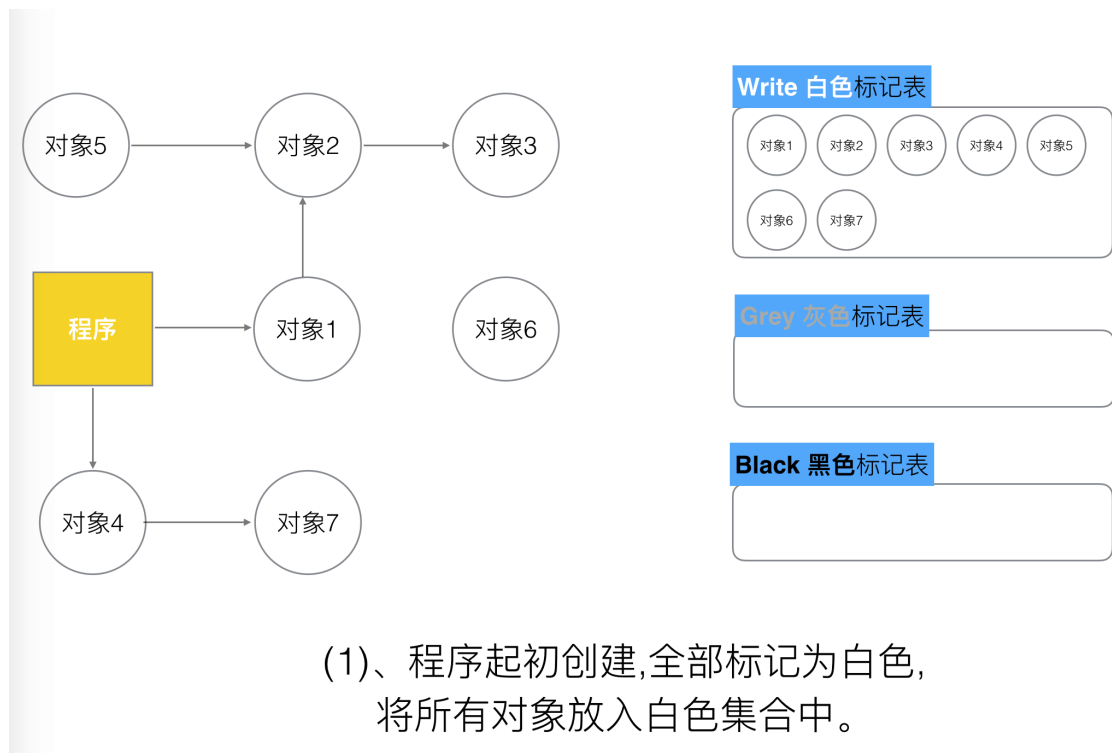 对象5
对象2
对象3
程序
对象1
对象6
对象4
对象7
Write 白色标记表
对象1 对象2 对象3 对象4 对象5
对象6 对象7
Grey 灰色标记表
Black 黑色标记表
(1)、程序起初创建,全部标记为白色,
将所有对象放入白色集合中。